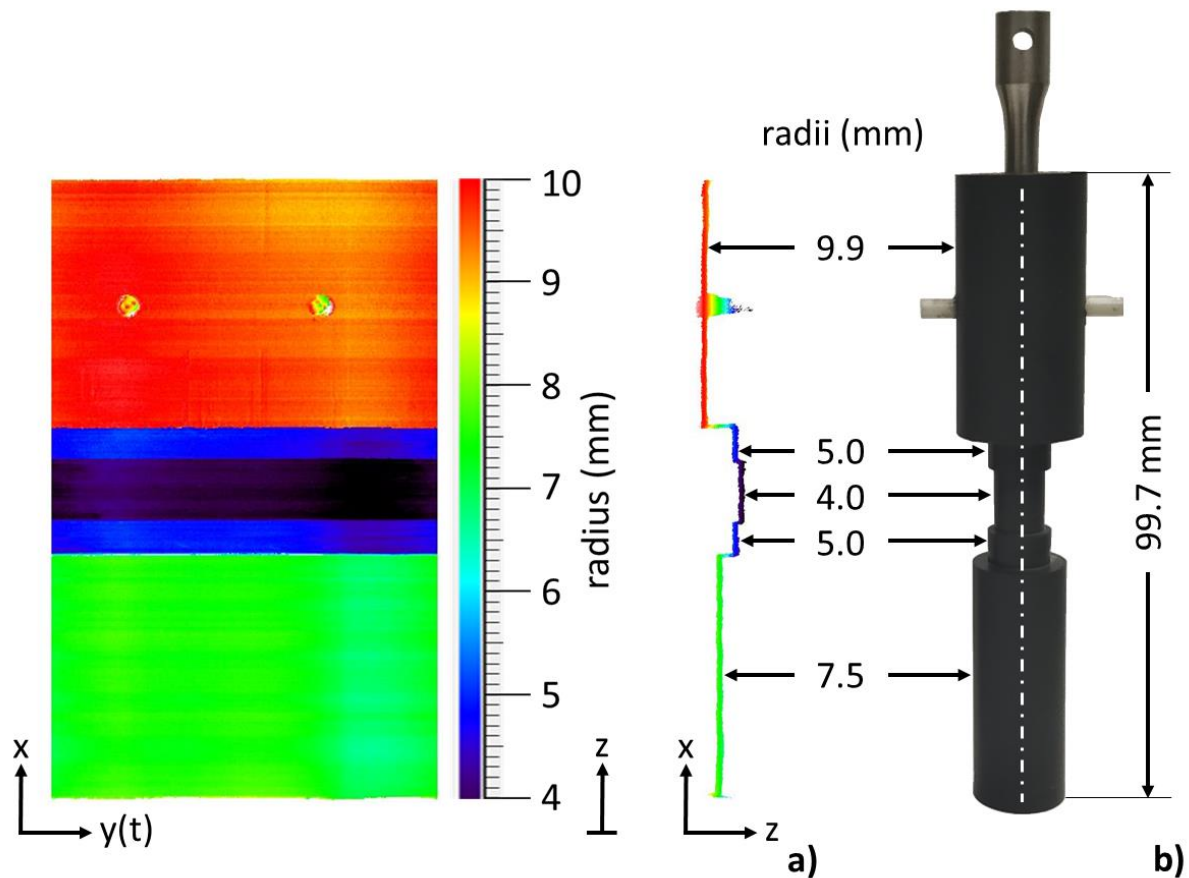 radii (mm)
10
9
8
7
6
5
4
radius (mm)
9.9
5.0
4.0
5.0
7.5
99.7 mm
x
y(t)
z
x
z
a)
b)